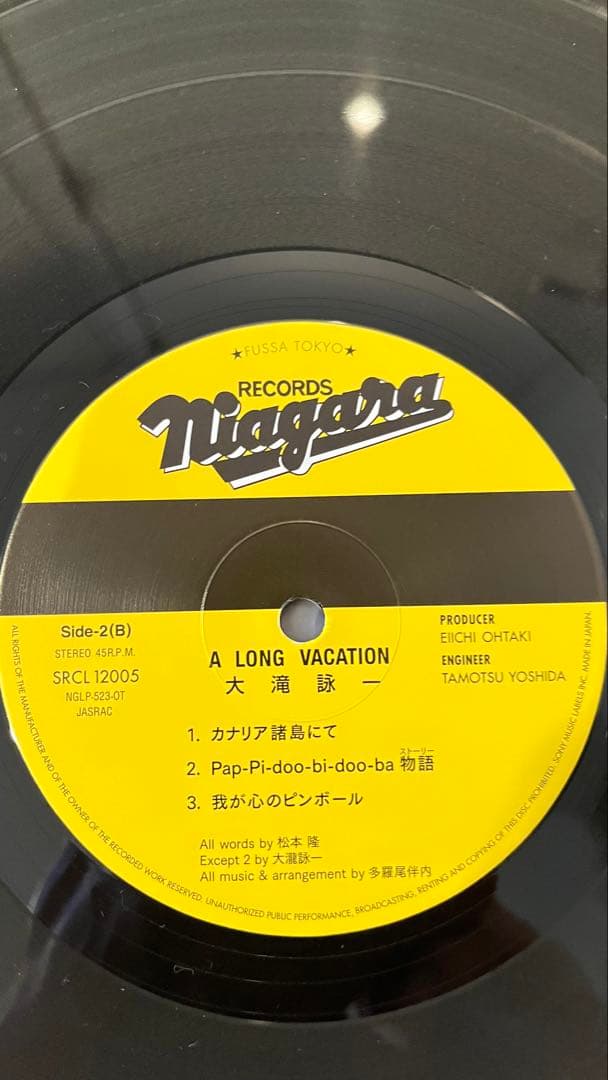 ★FUSSA TOKYO★
RECORDS
Niagara
Side-2(B)
STEREO 45R.P.M.
SRCL 12005
NGLP-523-OT
JASRAC
PRODUCER
EIICHI OHTAKI
ENGINEER
TAMOTSU YOSHIDA
A LONG VACATION
大滝詠一
1. カナリア諸島にて
ストーリー
2. Pap-Pi-doo-bi-doo-ba 物語
3. 我が心のピンボール
All words by 松本 隆
Except 2 by 大瀧詠一
All music & arrangement by 多羅尾伴内
ALL RIGHTS OF THE MANUFACTURER AND OF THE OWNER OF THE RECORDED WORK RESERVED. UNAUTHORIZED PUBLIC PERFORMANCE, BROADCASTING, RENTING AND COPYING OF THIS DISC PROHIBITED. SONY MUSIC LABELS INC. MADE IN JAPAN.